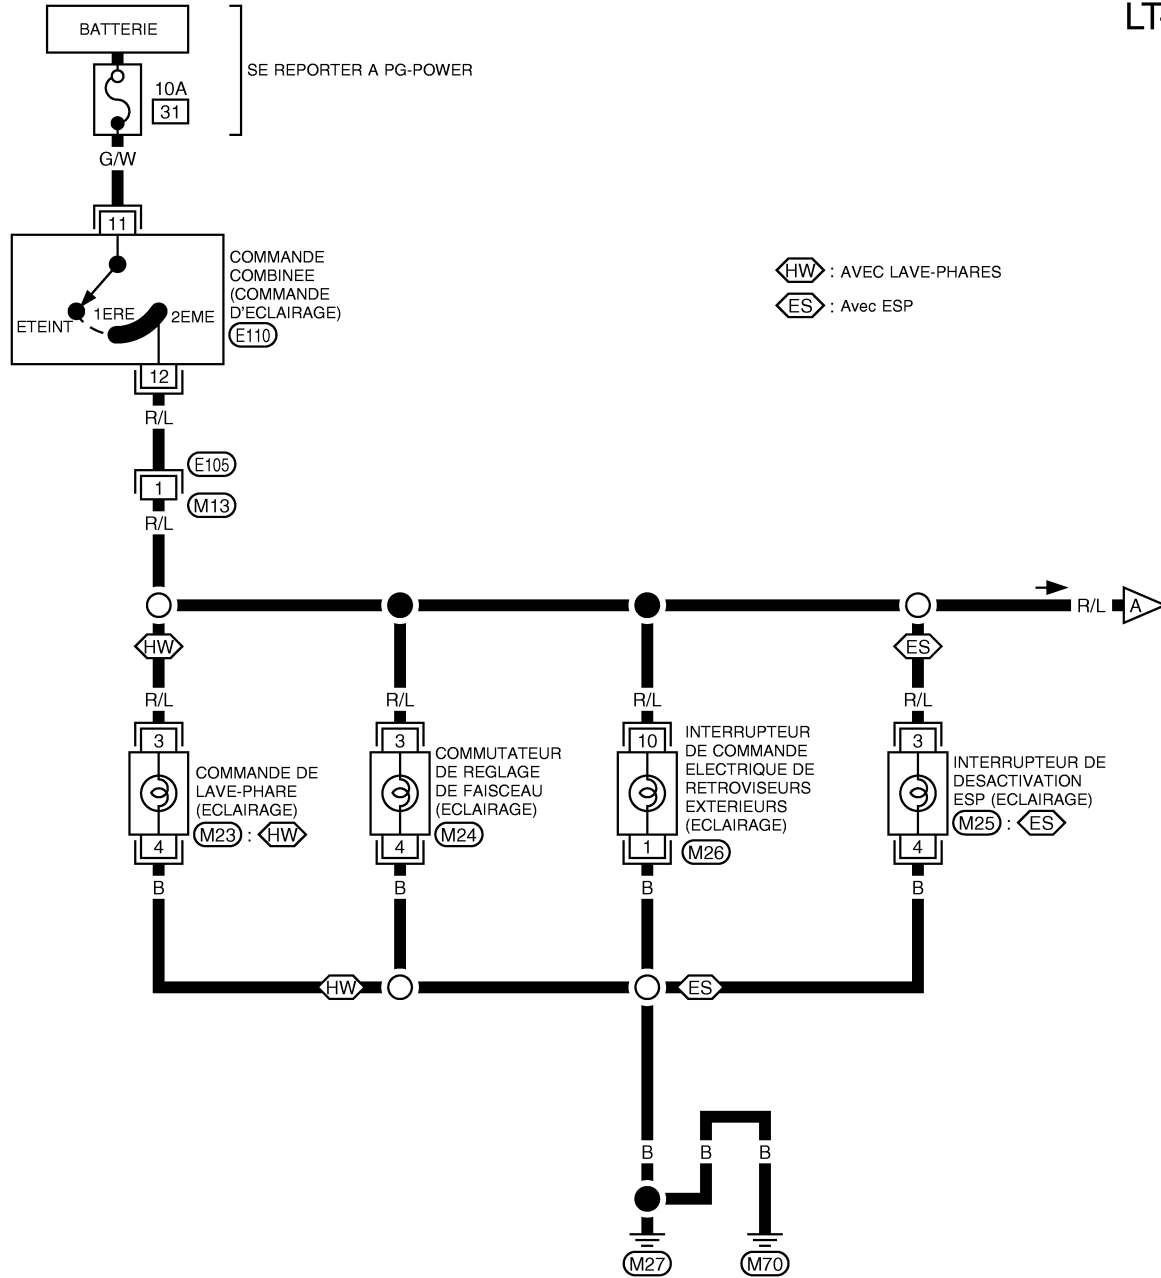 LT-
BATTERIE
SE REPORTER A PG-POWER
10A
31
G/W
11
COMMANDE
COMBINEE
(COMMANDE
D'ECLAIRAGE)
E110
1ERE
2EME
ETEINT
HW : AVEC LAVE-PHARES
ES : Avec ESP
12
R/L
E105
1
M13
R/L
R/L
A
HW
ES
R/L
R/L
R/L
R/L
3
3
10
3
COMMANDE DE
LAVE-PHARE
(ECLAIRAGE)
M23 : HW
COMMUTATEUR
DE REGLAGE
DE FAISCEAU
(ECLAIRAGE)
M24
INTERRUPTEUR
DE COMMANDE
ELECTRIQUE DE
RETROVISEURS
EXTERIEURS
(ECLAIRAGE)
M26
INTERRUPTEUR DE
DESACTIVATION
ESP (ECLAIRAGE)
M25 : ES
4
4
1
4
B
B
B
B
HW
ES
B
B
B
M27
M70